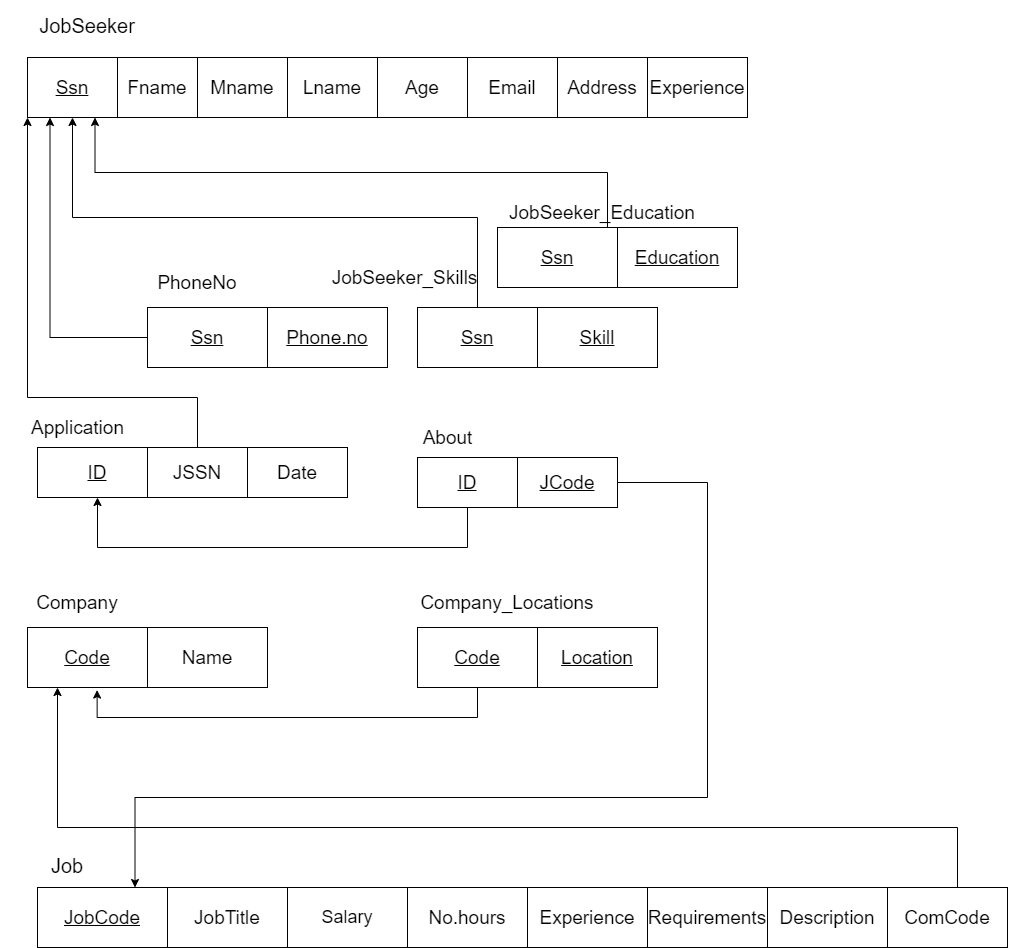 JobSeeker
Ssn Fname Mname Lname Age Email Address Experience
JobSeeker_Education
Ssn Education
PhoneNo
JobSeeker_Skills
Ssn Phone.no
Ssn Skill
Application
About
ID JSSN Date
ID JCode
Company
Company_Locations
Code Name
Code Location
Job
JobCode JobTitle Salary No.hours Experience Requirements Description ComCode